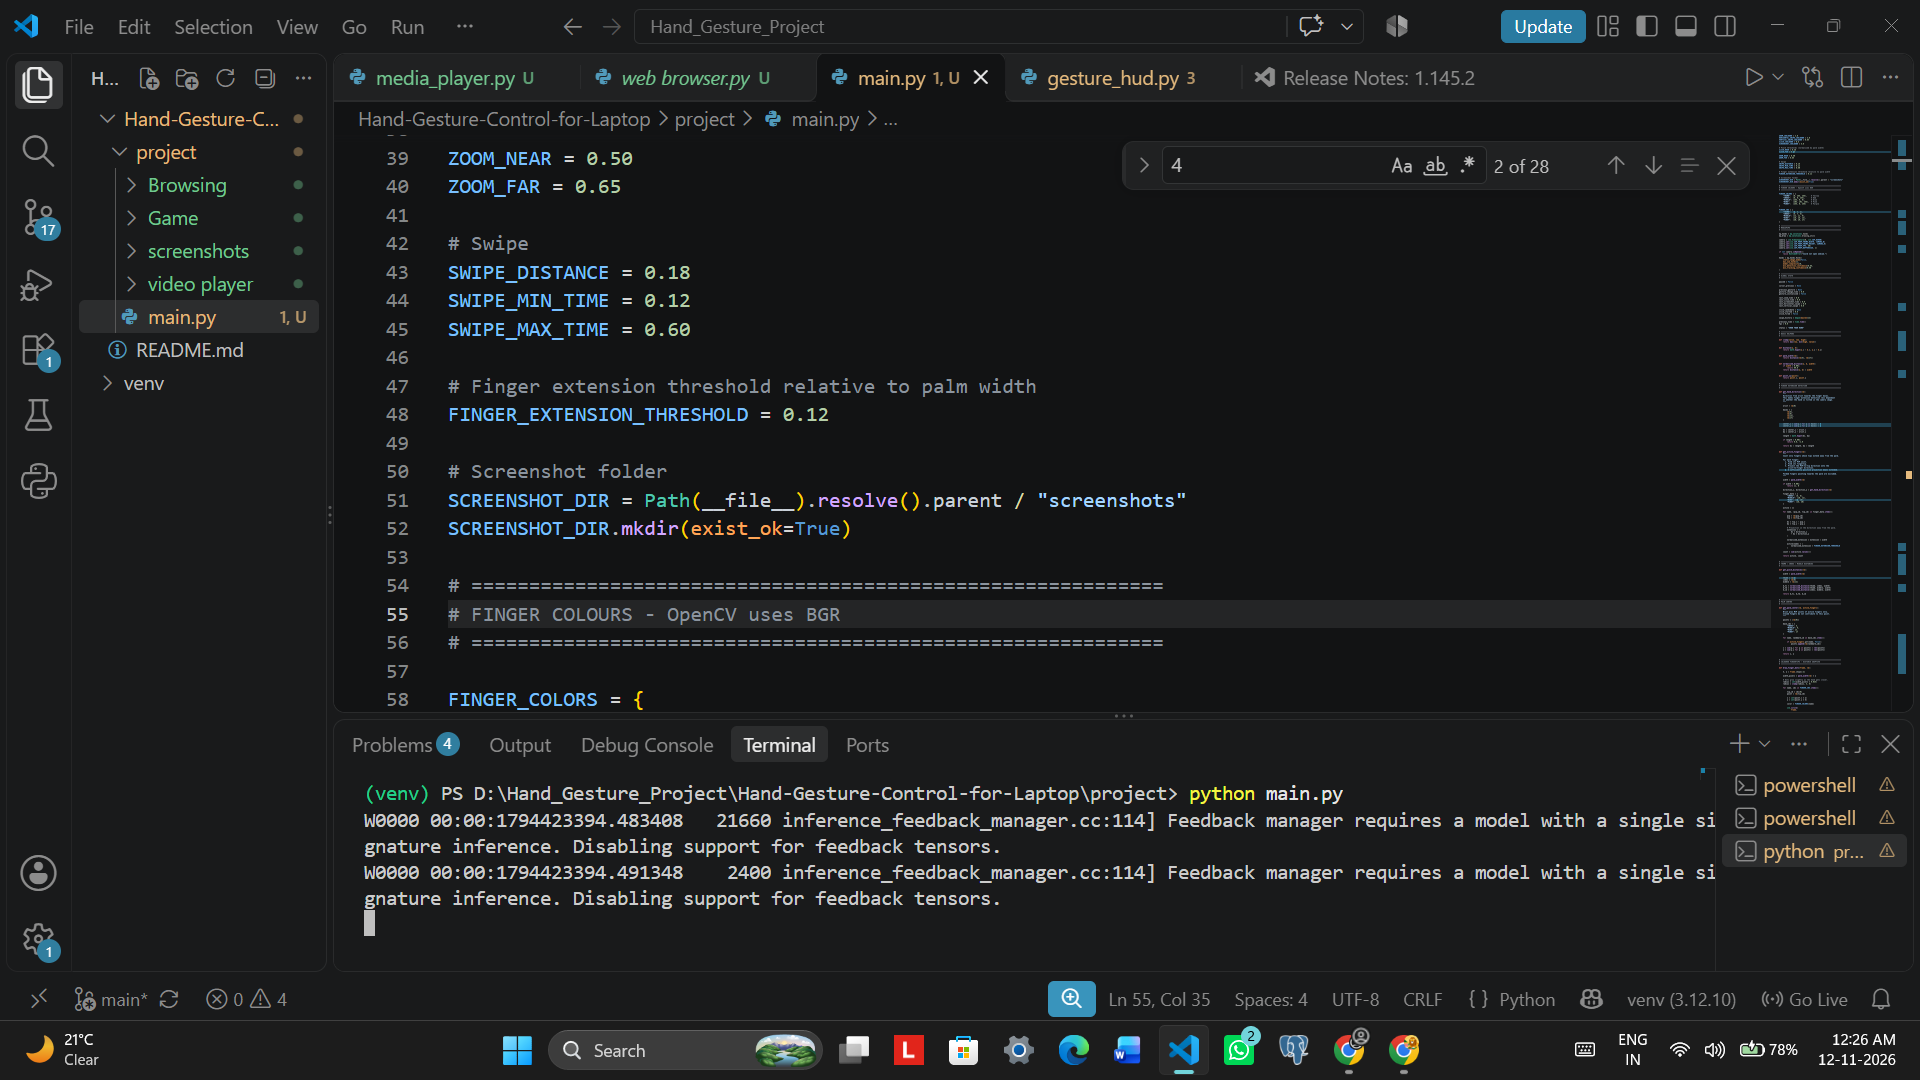 File Edit Selection View Go Run ···
Hand_Gesture_Project
Update
H... ···
Hand-Gesture-C...
project
Browsing
Game
screenshots
video player
main.py 1, U
README.md
venv
17
1
1
media_player.py U
web browser.py U
main.py 1, U
gesture_hud.py 3
Release Notes: 1.145.2
Hand-Gesture-Control-for-Laptop > project > main.py > ...
4 Aa ab .* 2 of 28
39 ZOOM_NEAR = 0.50
40 ZOOM_FAR = 0.65
41
42 # Swipe
43 SWIPE_DISTANCE = 0.18
44 SWIPE_MIN_TIME = 0.12
45 SWIPE_MAX_TIME = 0.60
46
47 # Finger extension threshold relative to palm width
48 FINGER_EXTENSION_THRESHOLD = 0.12
49
50 # Screenshot folder
51 SCREENSHOT_DIR = Path(__file__).resolve().parent / "screenshots"
52 SCREENSHOT_DIR.mkdir(exist_ok=True)
53
54 # ============================================================
55 # FINGER COLOURS - OpenCV uses BGR
56 # ============================================================
57
58 FINGER_COLORS = {
Problems 4 Output Debug Console Terminal Ports
(venv) PS D:\Hand_Gesture_Project\Hand-Gesture-Control-for-Laptop\project> python main.py
W0000 00:00:1794423394.483408 21660 inference_feedback_manager.cc:114] Feedback manager requires a model with a single si
gnature inference. Disabling support for feedback tensors.
W0000 00:00:1794423394.491348 2400 inference_feedback_manager.cc:114] Feedback manager requires a model with a single si
gnature inference. Disabling support for feedback tensors.
powershell
powershell
python pr...
main* 0 4
Ln 55, Col 35 Spaces: 4 UTF-8 CRLF { } Python venv (3.12.10) Go Live
21°C
Clear
Search
L
W
2
ENG
IN
78%
12:26 AM
12-11-2026